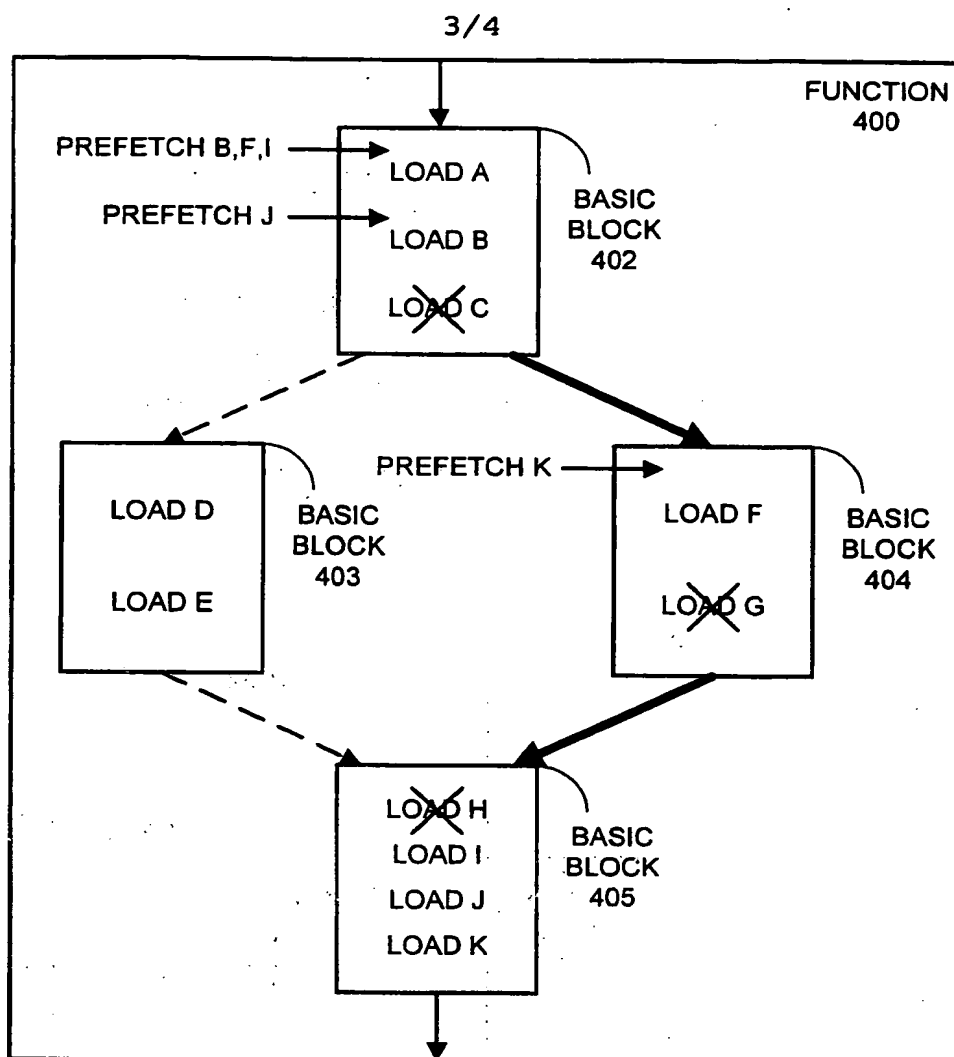 3/4
FUNCTION
400
PREFETCH B,F,I
LOAD A
PREFETCH J
LOAD B
LOAD C
BASIC
BLOCK
402
LOAD D
LOAD E
BASIC
BLOCK
403
PREFETCH K
LOAD F
LOAD G
BASIC
BLOCK
404
LOAD H
LOAD I
LOAD J
LOAD K
BASIC
BLOCK
405